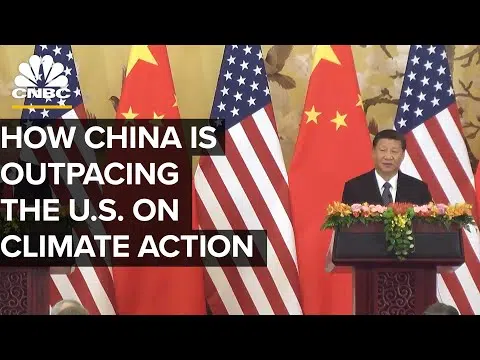 CNBC
HOW CHINA IS
OUTPACING
THE U.S. ON
CLIMATE ACTION